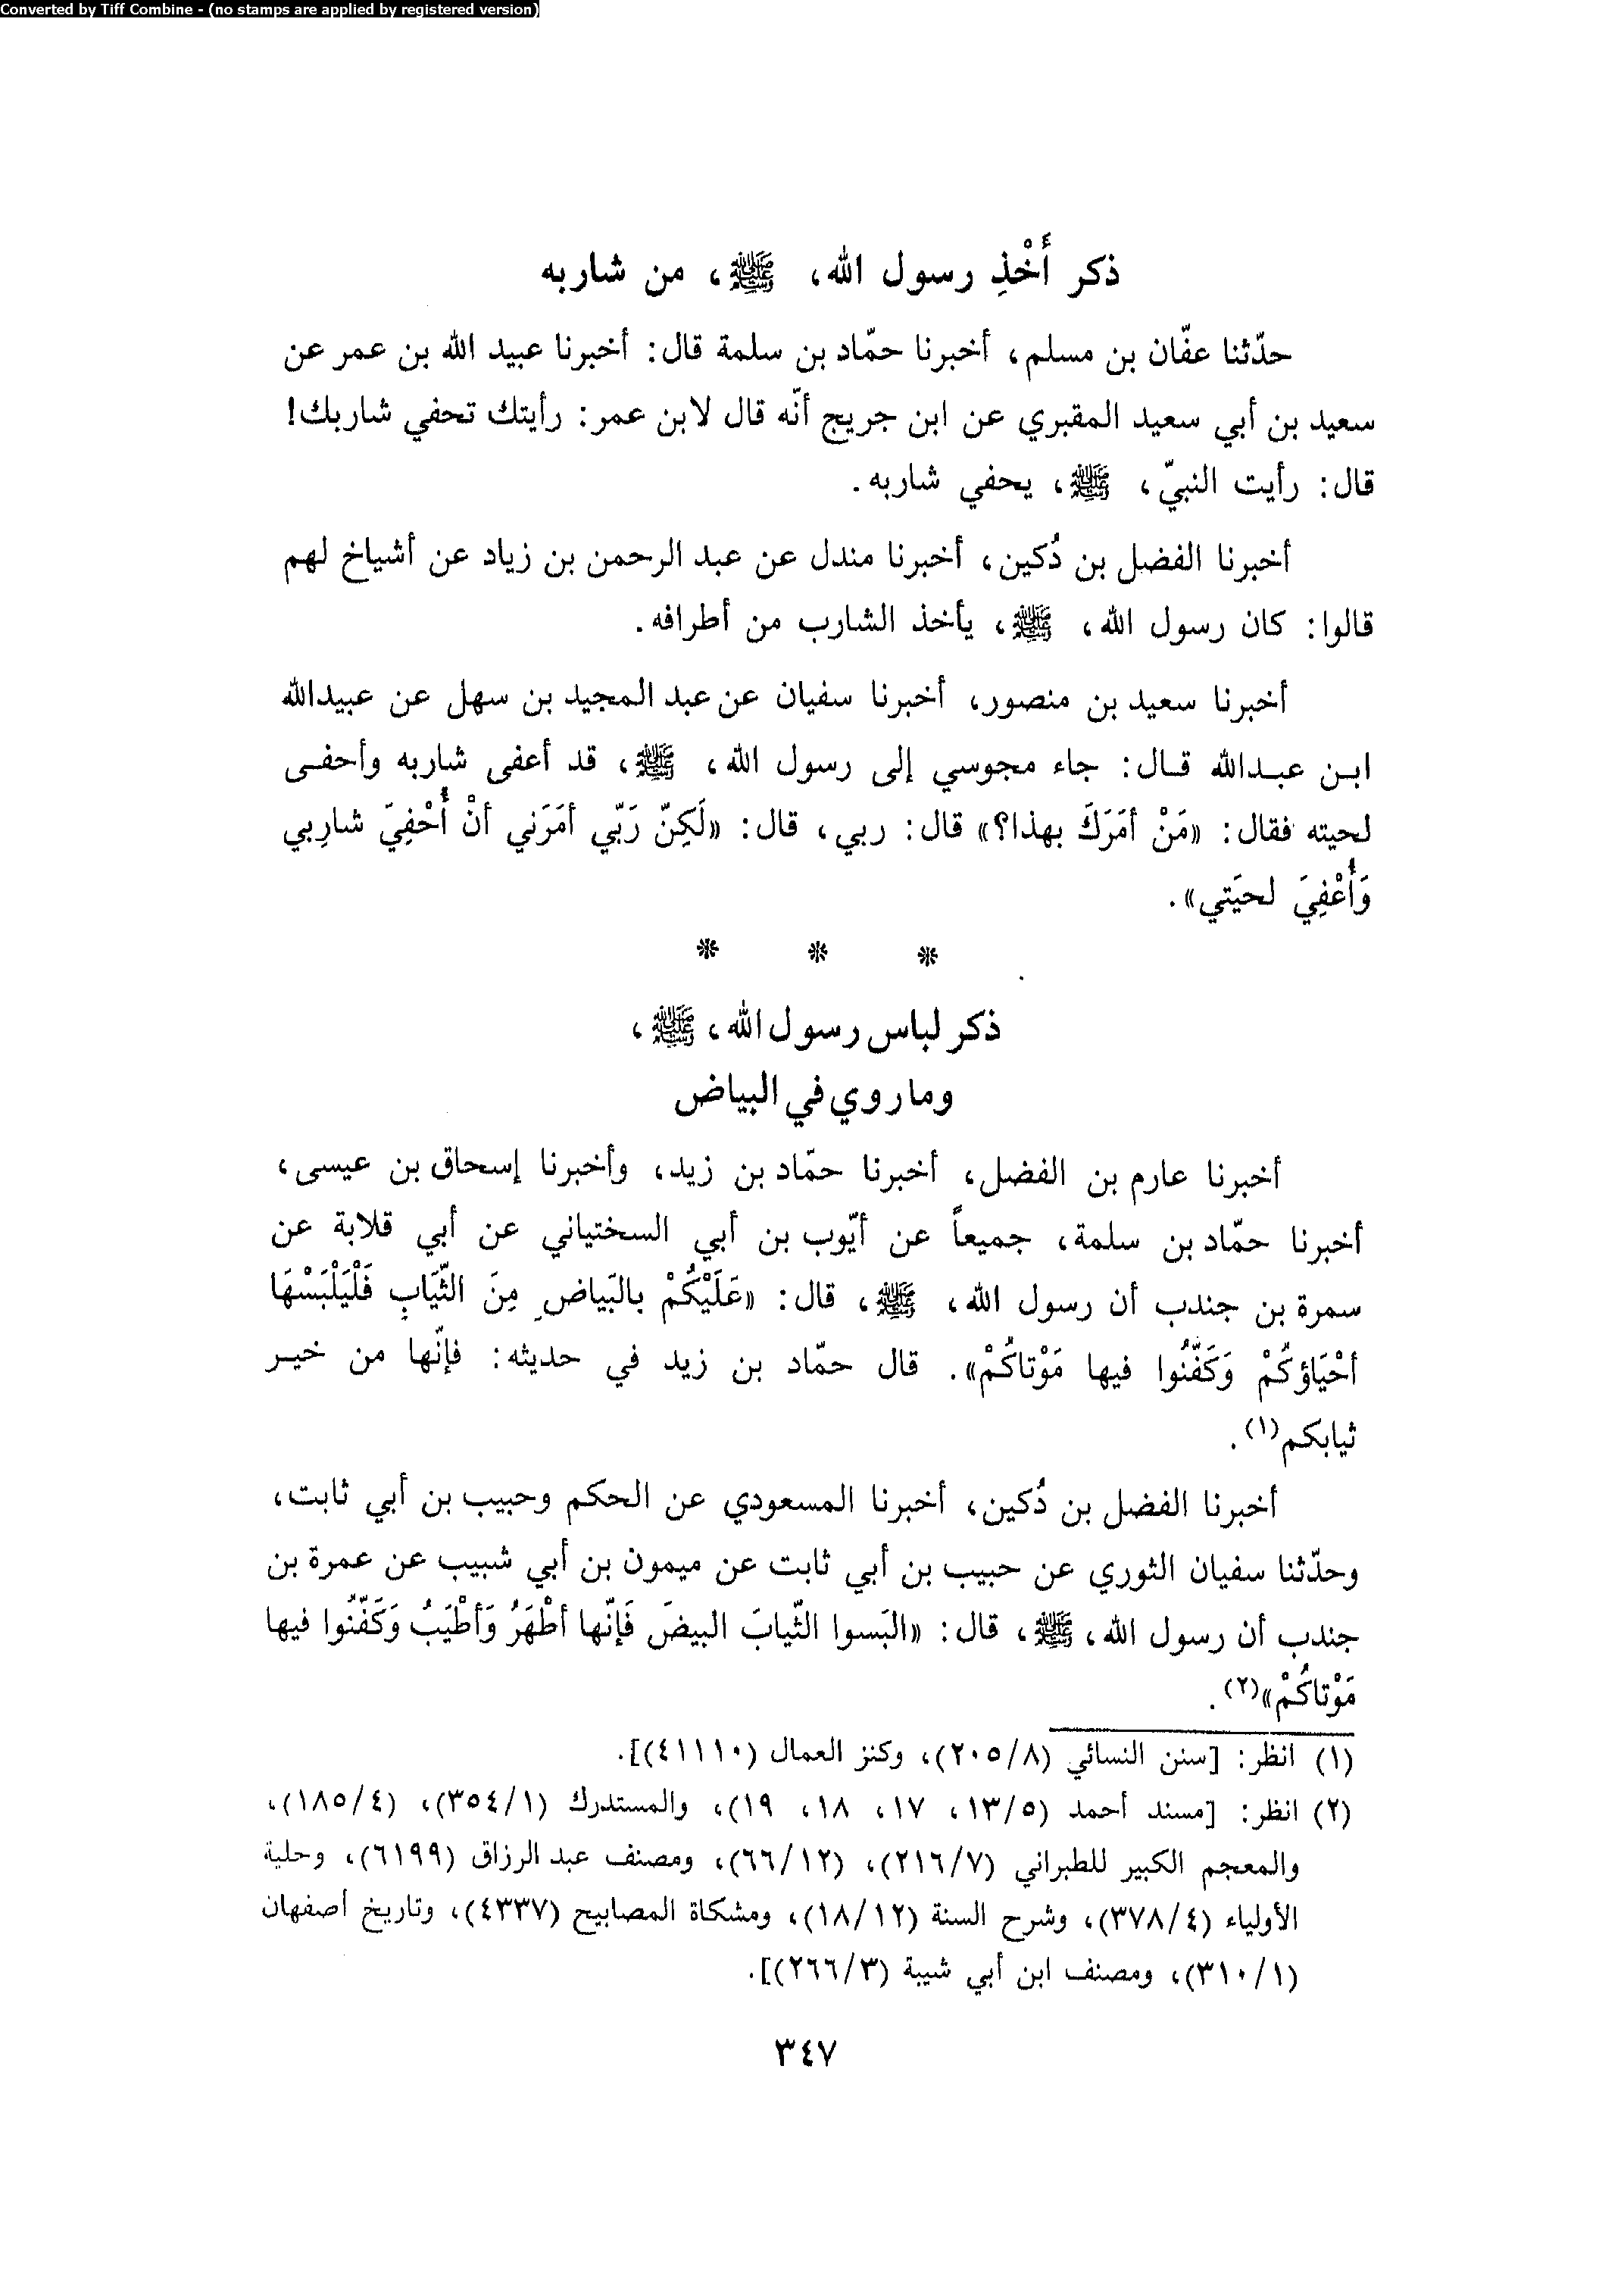 Converted by Tiff Combine - (no stamps are applied by registered version)
ذكر أَخْذِ رسول الله، ﷺ، من شاربه
حدّثنا عفّان بن مسلم، أخبرنا حمّاد بن سلمة قال: أخبرنا عبيد الله بن عمر عن
سعيد بن أبي سعيد المقبري عن ابن جريج أنّه قال لابن عمر: رأيتك تحفي شاربك!
قال: رأيت النبيّ، ﷺ، يحفي شاربه.
أخبرنا الفضل بن دُكين، أخبرنا مندل عن عبد الرحمن بن زياد عن أشياخ لهم
قالوا: كان رسول الله، ﷺ، يأخذ الشارب من أطرافه.
أخبرنا سعيد بن منصور، أخبرنا سفيان عن عبد المجيد بن سهل عن عبيدالله
ابن عبدالله قال: جاء مجوسي إلى رسول الله، ﷺ، قد أعفى شاربه وأحفى
لحيته فقال: «مَنْ أمَرَكَ بهذا؟» قال: ربي، قال: «لَكِنّ رَبّي أمَرَني أنْ أُحْفِيَ شارِبي
وَأُعْفِيَ لحيَتي».
* * *
ذكر لباس رسول الله، ﷺ،
وما روي في البياض
أخبرنا عارم بن الفضل، أخبرنا حمّاد بن زيد، وأخبرنا إسحاق بن عيسى،
أخبرنا حمّاد بن سلمة، جميعاً عن أيّوب بن أبي السختياني عن أبي قلابة عن
سمرة بن جندب أن رسول الله، ﷺ، قال: «عَلَيْكُمْ بالبَياضِ مِنَ الثّيَابِ فَلْيَلْبَسْهَا
أحْيَاؤكُمْ وَكَفّنُوا فيها مَوْتاكُمْ». قال حمّاد بن زيد في حديثه: فإنّها من خير
ثيابكم(١).
أخبرنا الفضل بن دُكين، أخبرنا المسعودي عن الحكم وحبيب بن أبي ثابت،
وحدّثنا سفيان الثوري عن حبيب بن أبي ثابت عن ميمون بن أبي شبيب عن عمرة بن
جندب أن رسول الله، ﷺ، قال: «البَسوا الثّيابَ البيضَ فَإنّها أطْهَرُ وَأطْيَبُ وَكَفّنُوا فيها
مَوْتاكُمْ»(٢).
(١) انظر: [سنن النسائي (٢٠٥/٨)، وكنز العمال (٤١١١٠)].
(٢) انظر: [مسند أحمد (١٣/٥، ١٧، ١٨، ١٩)، والمستدرك (٣٥٤/١)، (١٨٥/٤)،
والمعجم الكبير للطبراني (٢١٦/٧)، (٦٦/١٢)، ومصنف عبد الرزاق (٦١٩٩)، وحلية
الأولياء (٣٧٨/٤)، وشرح السنة (١٨/١٢)، ومشكاة المصابيح (٤٣٣٧)، وتاريخ أصفهان
(٣١٠/١)، ومصنف ابن أبي شيبة (٢٦٦/٣)].
٣٤٧